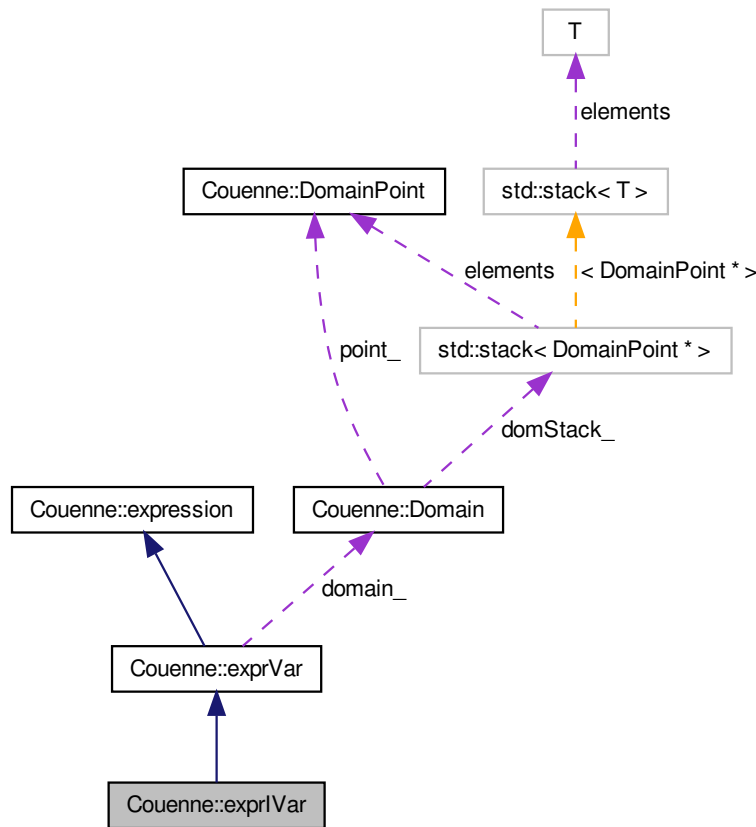 T
elements
Couenne::DomainPoint
std::stack< T >
elements
< DomainPoint * >
point_
std::stack< DomainPoint * >
domStack_
Couenne::expression
Couenne::Domain
domain_
Couenne::exprVar
Couenne::exprIVar